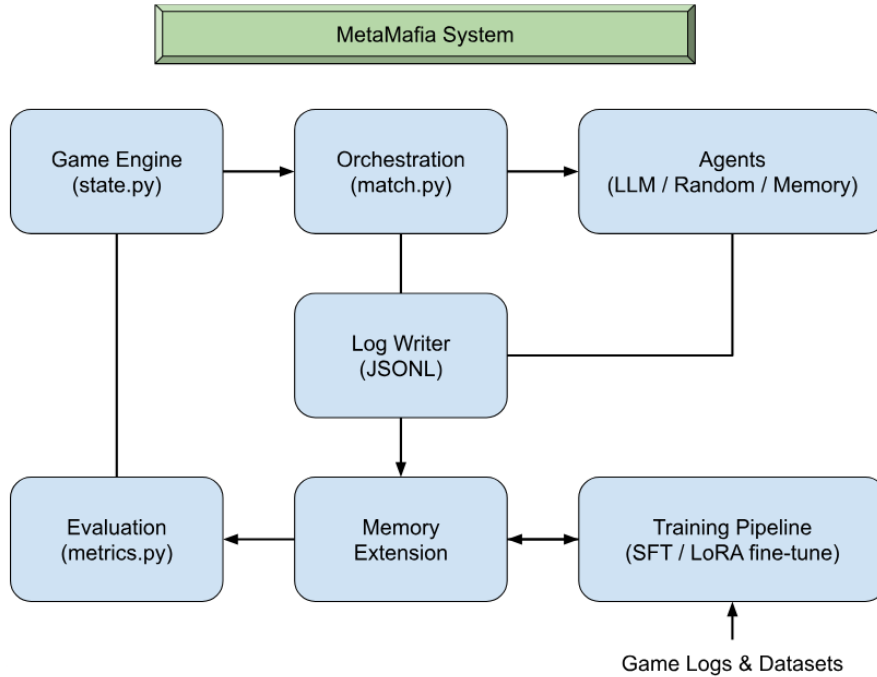 MetaMafia System
Game Engine
(state.py)
Orchestration
(match.py)
Agents
(LLM / Random / Memory)
Log Writer
(JSONL)
Evaluation
(metrics.py)
Memory
Extension
Training Pipeline
(SFT / LoRA fine-tune)
Game Logs & Datasets